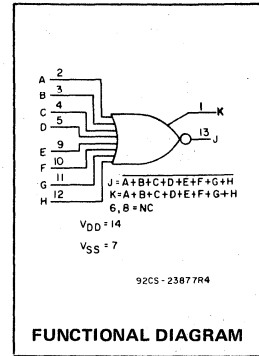 A 2
B 3
C 4
D 5
E 9
F 10
G 11
H 12
1 K
13 J
J = A+B+C+D+E+F+G+H
K=A+B+C+D+E+F+G+H
6,8 = NC
VDD = 14
VSS = 7
92CS-23877R4
FUNCTIONAL DIAGRAM